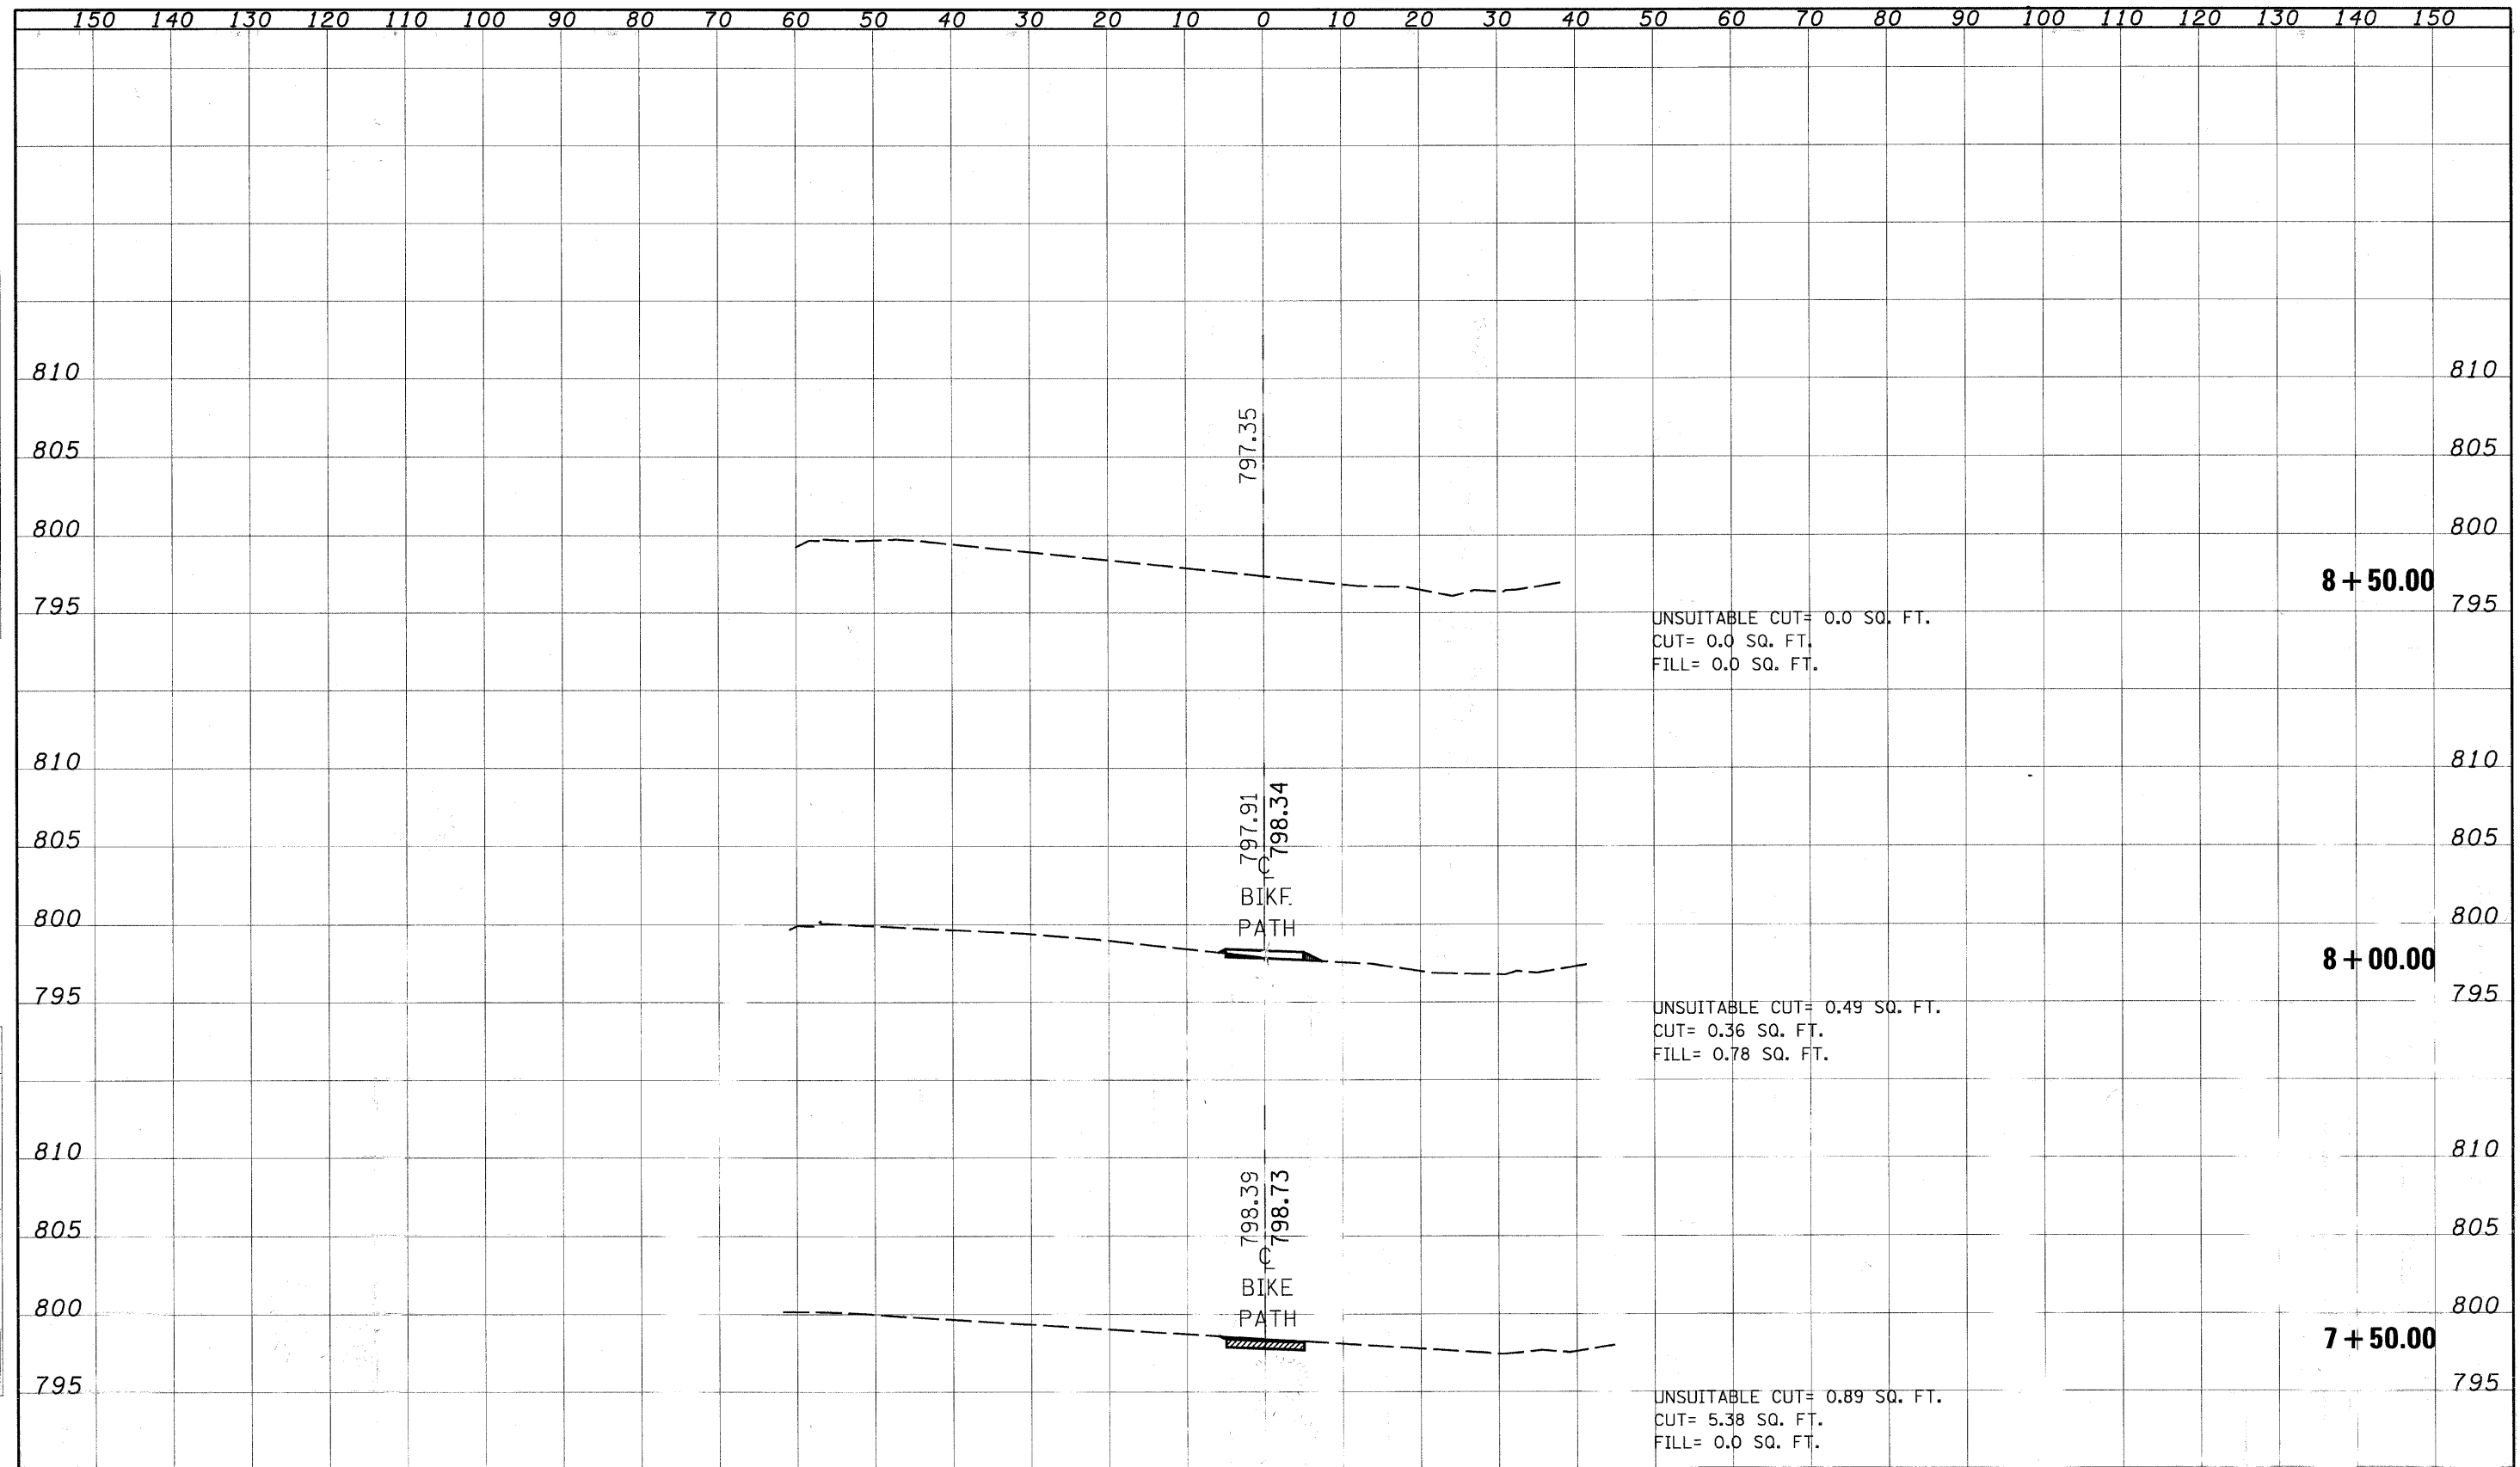 150 140 130 120 110 100 90 80 70 60 50 40 30 20 10 0 10 20 30 40 50 60 70 80 90 100 110 120 130 140 150
810 810
797.35
805 805
800 800
8+50.00
795 795
UNSUITABLE CUT= 0.0 SQ. FT.
CUT= 0.0 SQ. FT.
FILL= 0.0 SQ. FT.
810 810
797.91 798.34
805 805
℄
BIKE
PATH
800 800
8+00.00
795 795
UNSUITABLE CUT= 0.49 SQ. FT.
CUT= 0.36 SQ. FT.
FILL= 0.78 SQ. FT.
810 810
798.39 798.73
805 805
℄
BIKE
PATH
800 800
7+50.00
795 795
UNSUITABLE CUT= 0.89 SQ. FT.
CUT= 5.38 SQ. FT.
FILL= 0.0 SQ. FT.